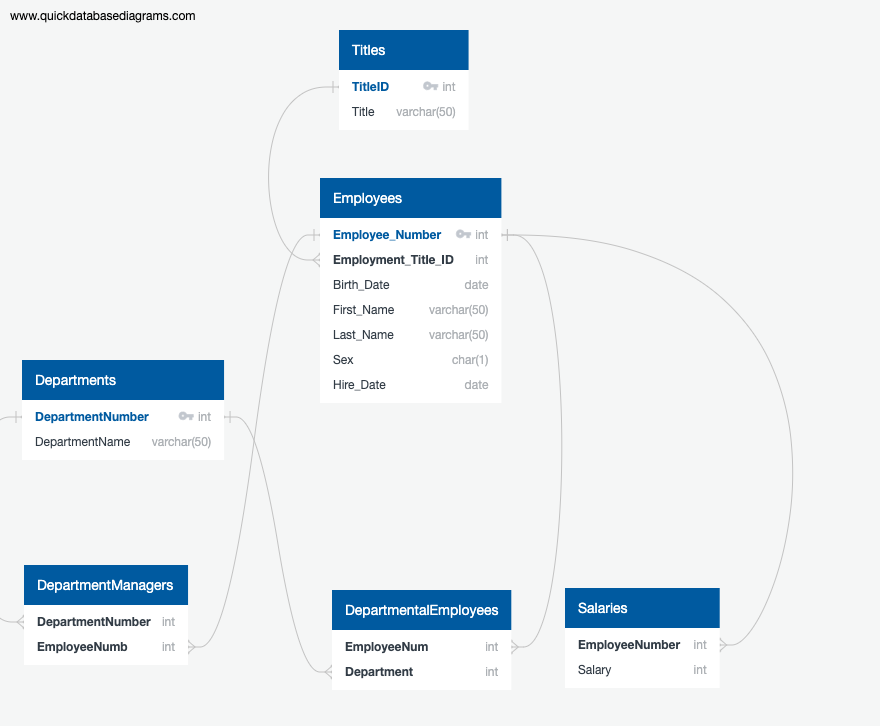 www.quickdatabasediagrams.com
Titles
TitleID int
Title varchar(50)
Employees
Employee_Number int
Employment_Title_ID int
Birth_Date date
First_Name varchar(50)
Last_Name varchar(50)
Sex char(1)
Hire_Date date
Departments
DepartmentNumber int
DepartmentName varchar(50)
DepartmentManagers
DepartmentNumber int
EmployeeNumb int
DepartmentalEmployees
EmployeeNum int
Department int
Salaries
EmployeeNumber int
Salary int